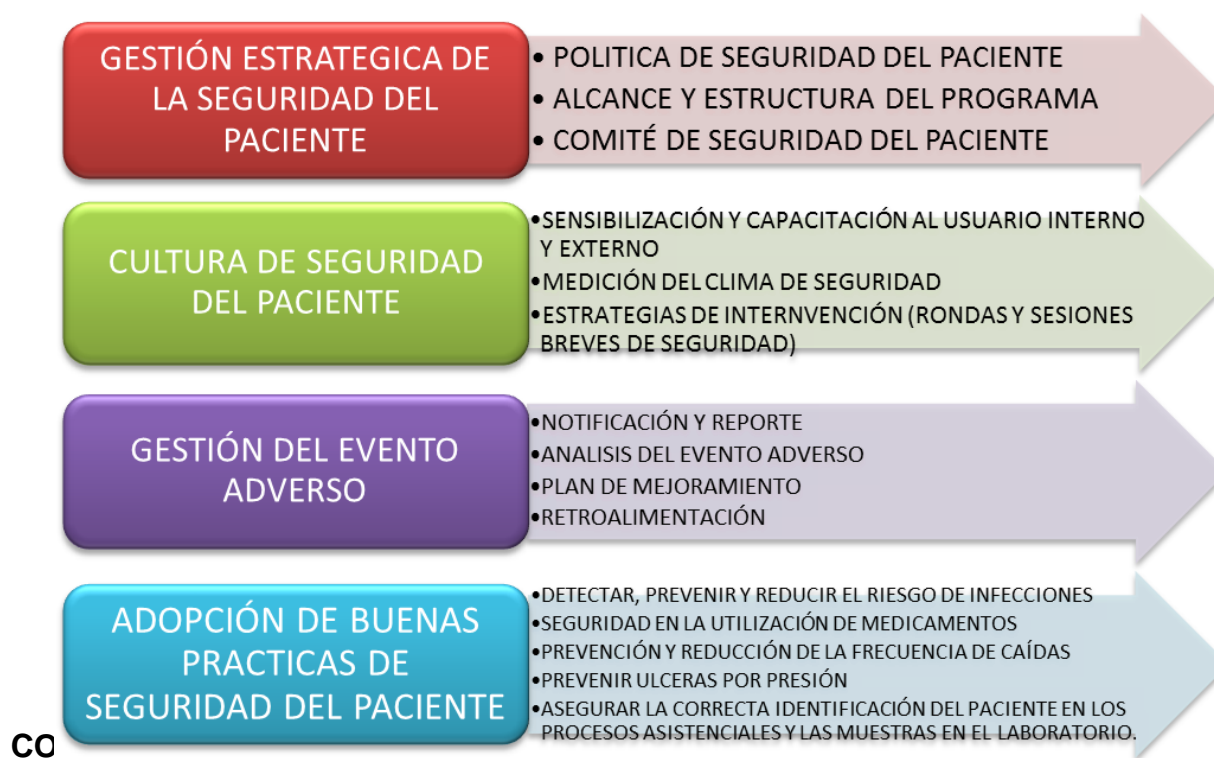 GESTIÓN ESTRATEGICA DE
LA SEGURIDAD DEL
PACIENTE
• POLITICA DE SEGURIDAD DEL PACIENTE
• ALCANCE Y ESTRUCTURA DEL PROGRAMA
• COMITÉ DE SEGURIDAD DEL PACIENTE
CULTURA DE SEGURIDAD
DEL PACIENTE
•SENSIBILIZACIÓN Y CAPACITACIÓN AL USUARIO INTERNO
Y EXTERNO
•MEDICIÓN DEL CLIMA DE SEGURIDAD
•ESTRATEGIAS DE INTERNVENCIÓN (RONDAS Y SESIONES
BREVES DE SEGURIDAD)
GESTIÓN DEL EVENTO
ADVERSO
•NOTIFICACIÓN Y REPORTE
•ANALISIS DEL EVENTO ADVERSO
•PLAN DE MEJORAMIENTO
•RETROALIMENTACIÓN
ADOPCIÓN DE BUENAS
PRACTICAS DE
SEGURIDAD DEL PACIENTE
•DETECTAR, PREVENIR Y REDUCIR EL RIESGO DE INFECCIONES
•SEGURIDAD EN LA UTILIZACIÓN DE MEDICAMENTOS
•PREVENCIÓN Y REDUCCIÓN DE LA FRECUENCIA DE CAÍDAS
•PREVENIR ULCERAS POR PRESIÓN
•ASEGURAR LA CORRECTA IDENTIFICACIÓN DEL PACIENTE EN LOS
PROCESOS ASISTENCIALES Y LAS MUESTRAS EN EL LABORATORIO.
CO